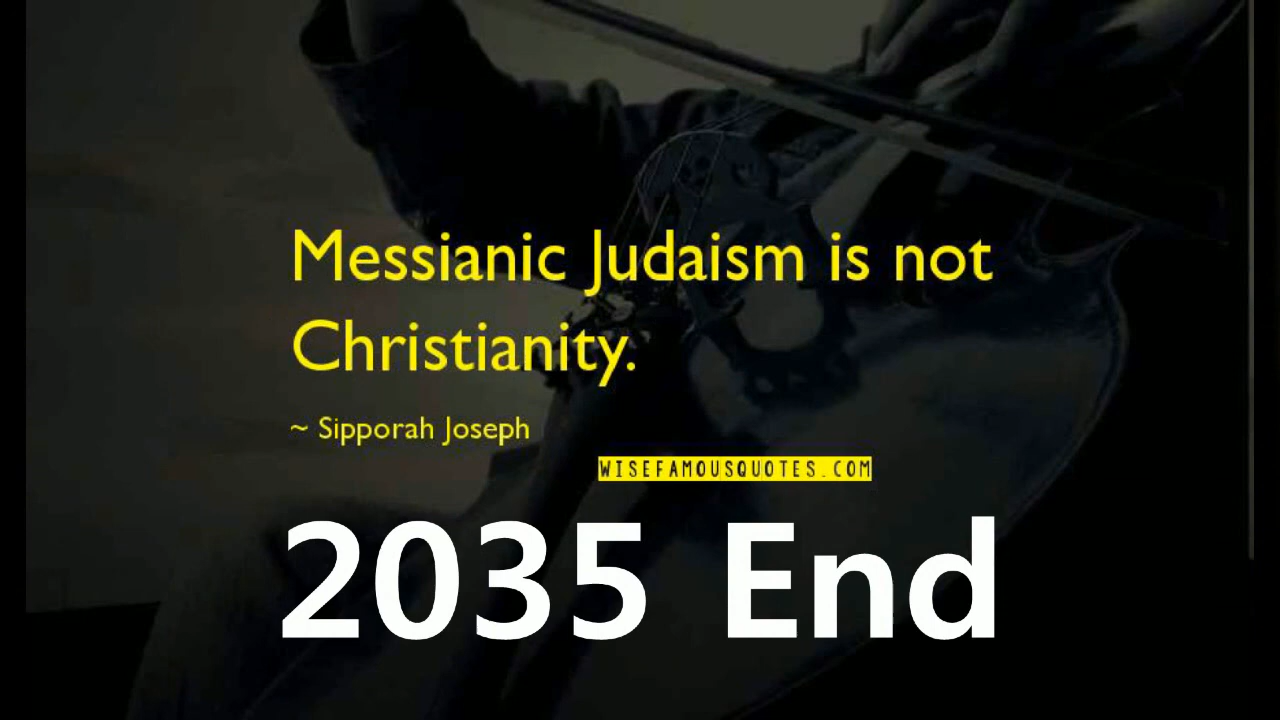 Messianic Judaism is not
Christianity.
~ Sipporah Joseph
WISEFAMOUSQUOTES.COM
2035 End